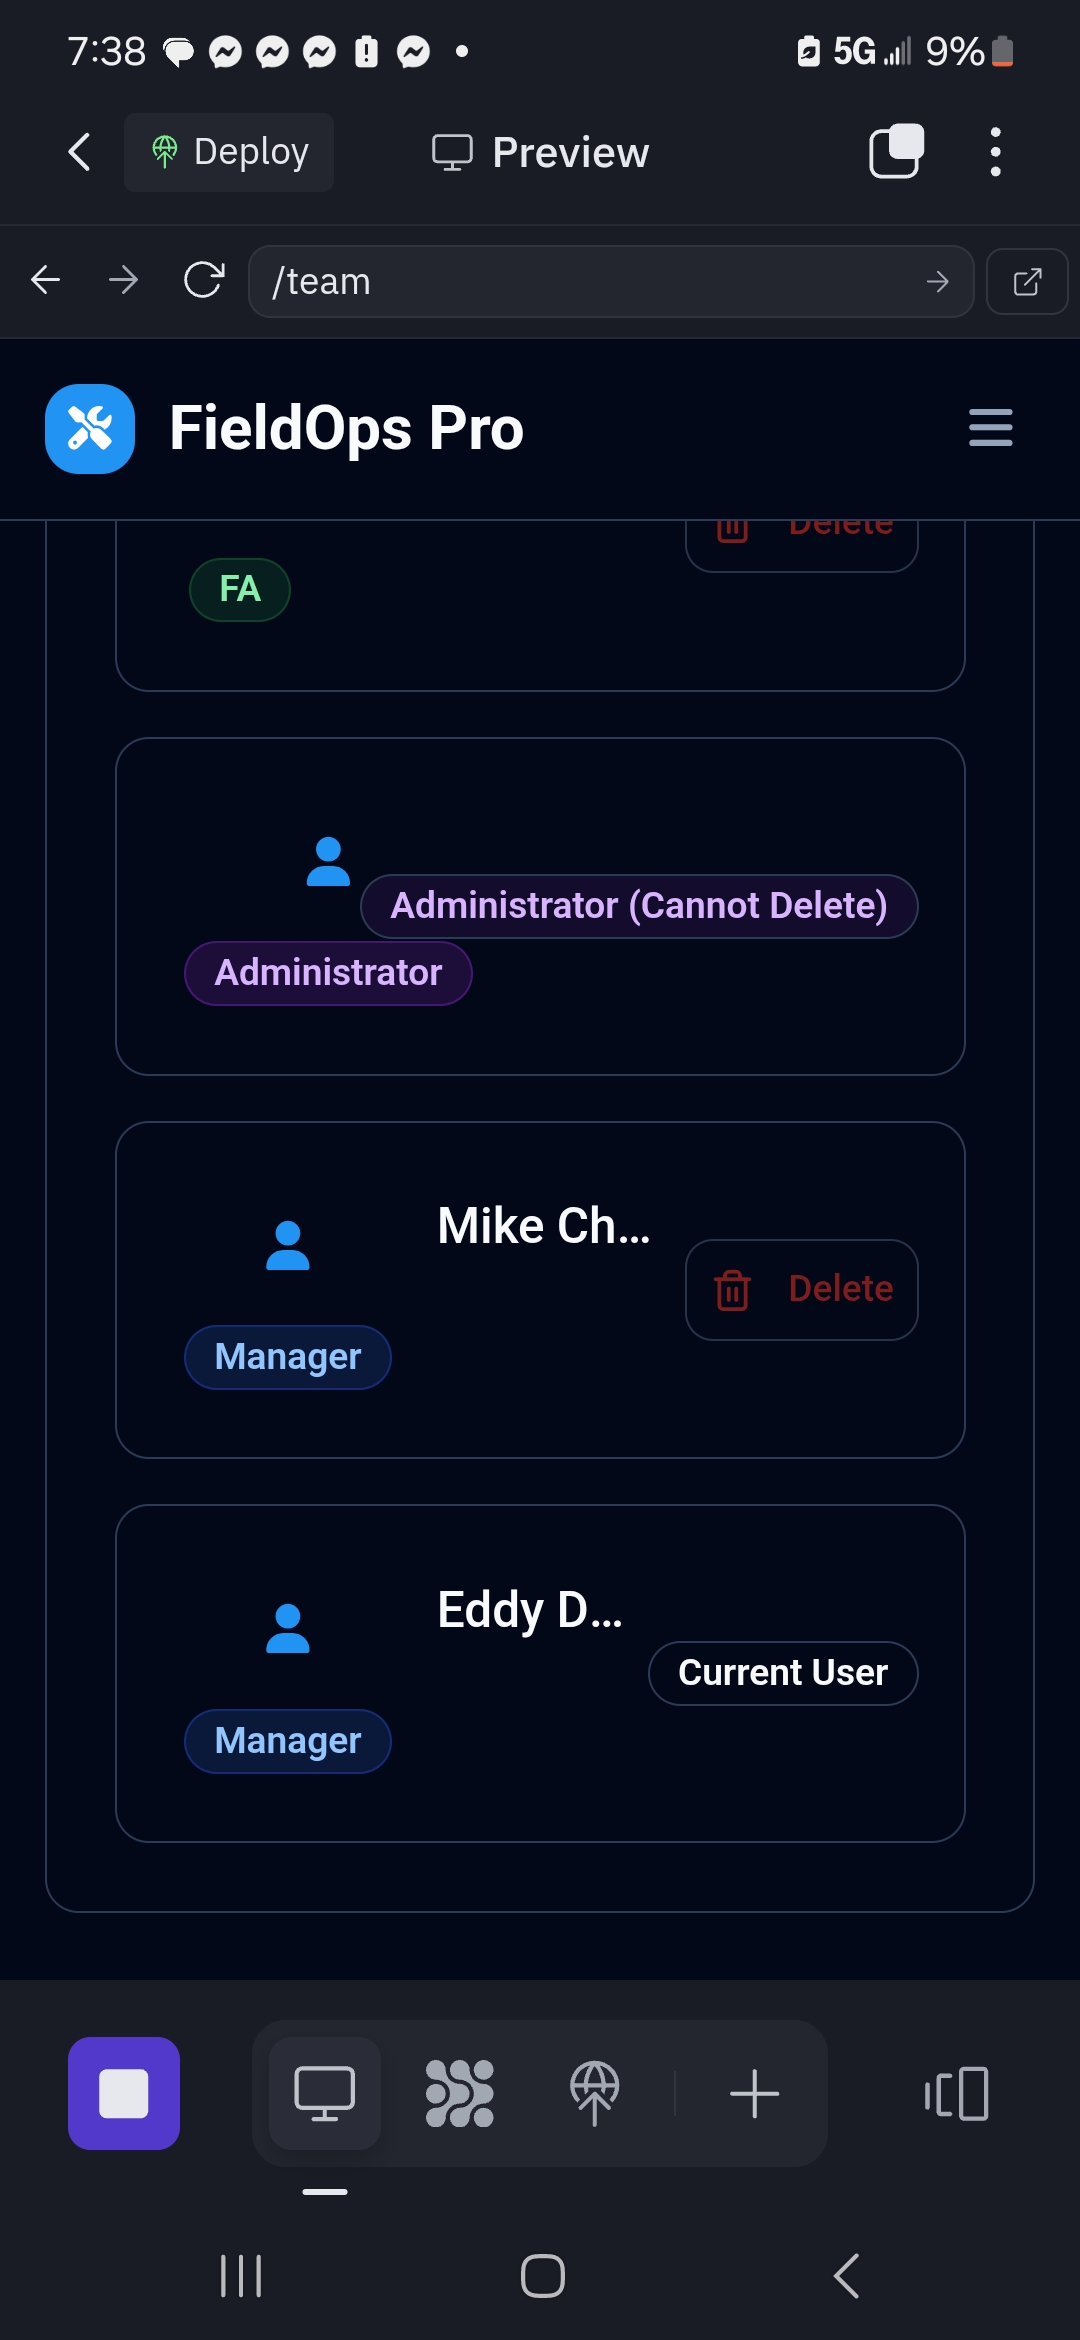 7:38
5G 9%
Deploy
Preview
/team
FieldOps Pro
Delete
FA
Administrator (Cannot Delete)
Administrator
Mike Ch...
Delete
Manager
Eddy D...
Current User
Manager